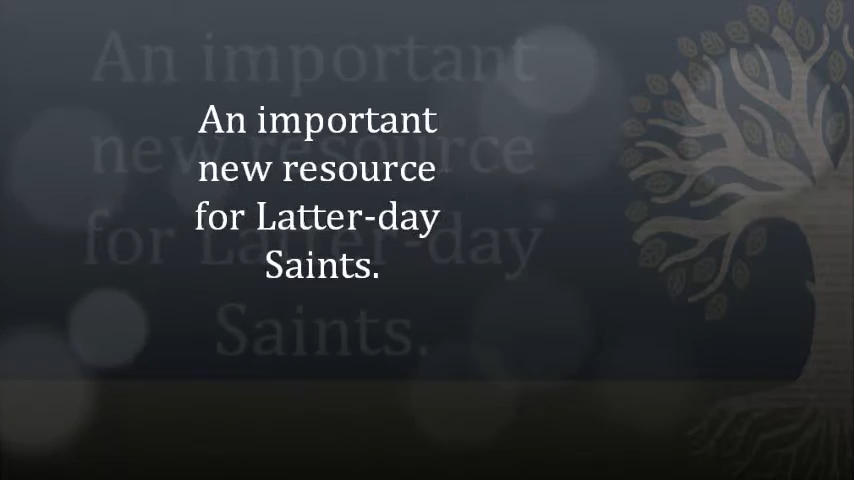 An important
new resource
for Latter-day
Saints.